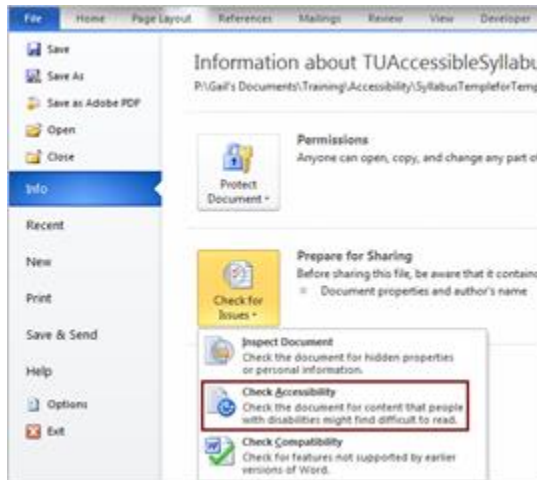 File Home Page Layout References Mailings Review View Developer
Save
Save As
Save as Adobe PDF
Open
Close
Info
Recent
New
Print
Save & Send
Help
Options
Exit
Information about TUAccessibleSyllabu
P:\Gail's Documents\Training\Accessibility\SyllabusTempleforTemp
Protect
Document
Permissions
Anyone can open, copy, and change any part o
Check for
Issues
Prepare for Sharing
Before sharing this file, be aware that it contains
Document properties and author's name
Inspect Document
Check the document for hidden properties
or personal information.
Check Accessibility
Check the document for content that people
with disabilities might find difficult to read.
Check Compatibility
Check for features not supported by earlier
versions of Word.